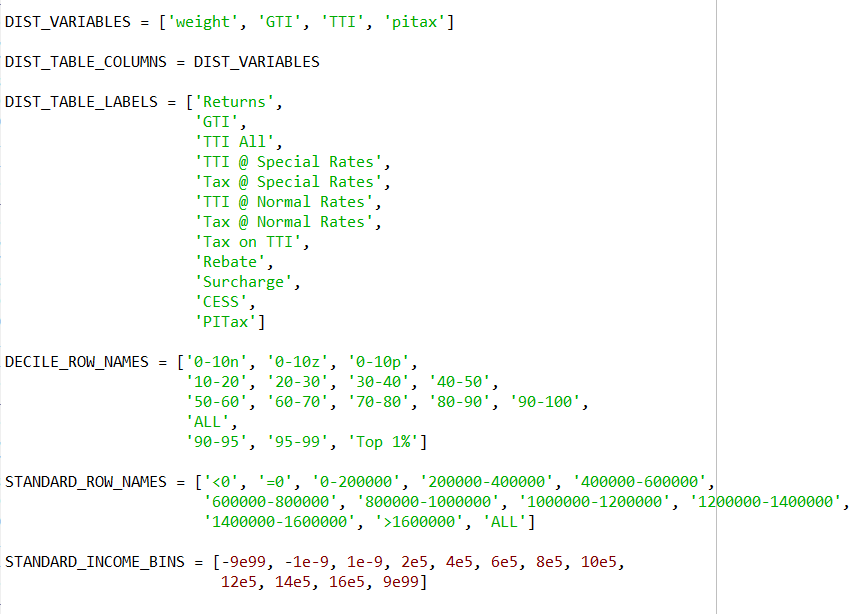 DIST_VARIABLES = ['weight', 'GTI', 'TTI', 'pitax']
DIST_TABLE_COLUMNS = DIST_VARIABLES
DIST_TABLE_LABELS = ['Returns',
'GTI',
'TTI All',
'TTI @ Special Rates',
'Tax @ Special Rates',
'TTI @ Normal Rates',
'Tax @ Normal Rates',
'Tax on TTI',
'Rebate',
'Surcharge',
'CESS',
'PITax']
DECILE_ROW_NAMES = ['0-10n', '0-10z', '0-10p',
'10-20', '20-30', '30-40', '40-50',
'50-60', '60-70', '70-80', '80-90', '90-100',
'ALL',
'90-95', '95-99', 'Top 1%']
STANDARD_ROW_NAMES = ['<0', '=0', '0-200000', '200000-400000', '400000-600000',
'600000-800000', '800000-1000000', '1000000-1200000', '1200000-1400000',
'1400000-1600000', '>1600000', 'ALL']
STANDARD_INCOME_BINS = [-9e99, -1e-9, 1e-9, 2e5, 4e5, 6e5, 8e5, 10e5,
12e5, 14e5, 16e5, 9e99]